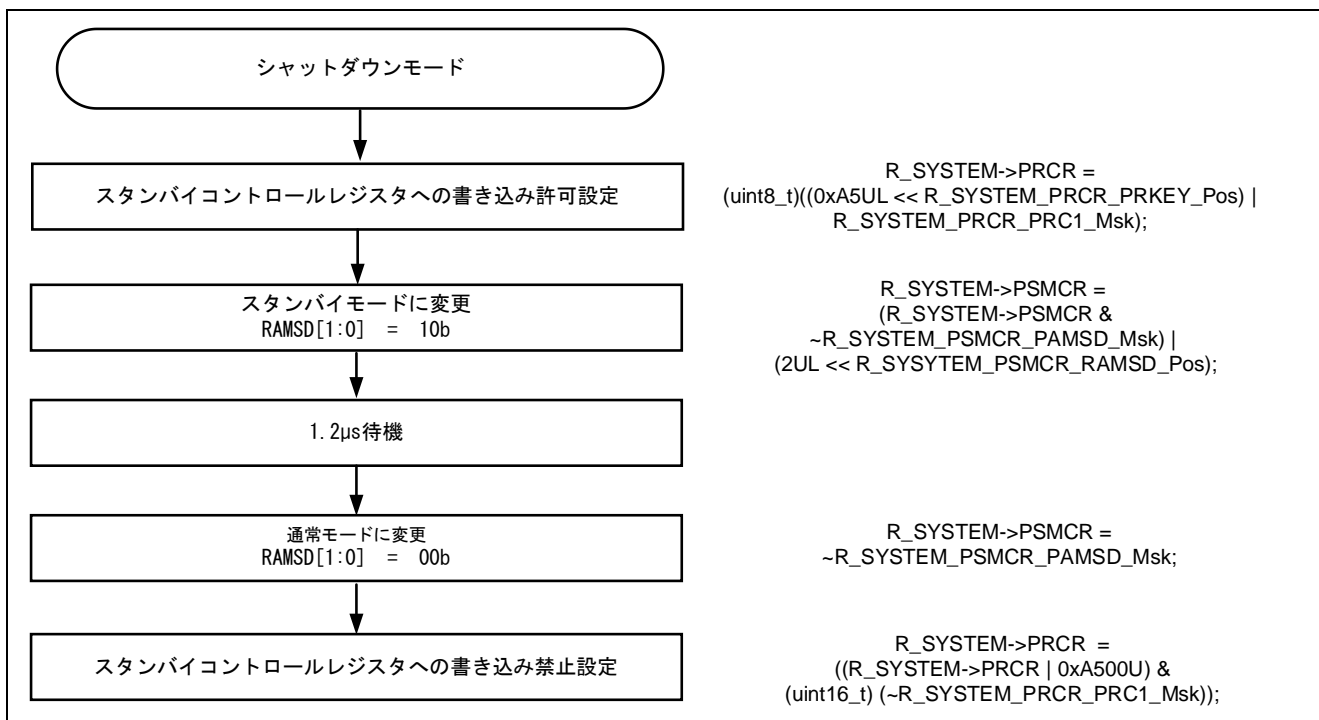 シャットダウンモード
スタンバイコントロールレジスタへの書き込み許可設定
R_SYSTEM->PRCR =
(uint8_t)((0xA5UL << R_SYSTEM_PRCR_PRKEY_Pos) |
R_SYSTEM_PRCR_PRC1_Msk);
スタンバイモードに変更
RAMSD[1:0] = 10b
R_SYSTEM->PSMCR =
(R_SYSTEM->PSMCR &
~R_SYSTEM_PSMCR_PAMSD_Msk) |
(2UL << R_SYSYTEM_PSMCR_RAMSD_Pos);
1.2µs待機
通常モードに変更
RAMSD[1:0] = 00b
R_SYSTEM->PSMCR =
~R_SYSTEM_PSMCR_PAMSD_Msk;
スタンバイコントロールレジスタへの書き込み禁止設定
R_SYSTEM->PRCR =
((R_SYSTEM->PRCR | 0xA500U) &
(uint16_t) (~R_SYSTEM_PRCR_PRC1_Msk));